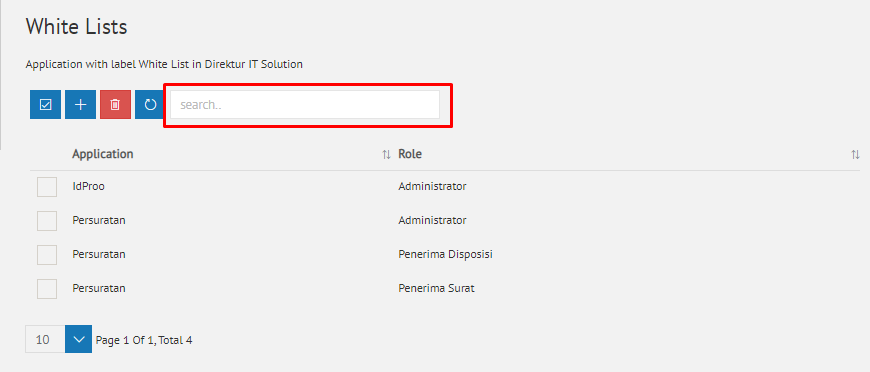 White Lists
Application with label White List in Direktur IT Solution
search..
Application Role
IdProo Administrator
Persuratan Administrator
Persuratan Penerima Disposisi
Persuratan Penerima Surat
10 Page 1 Of 1, Total 4